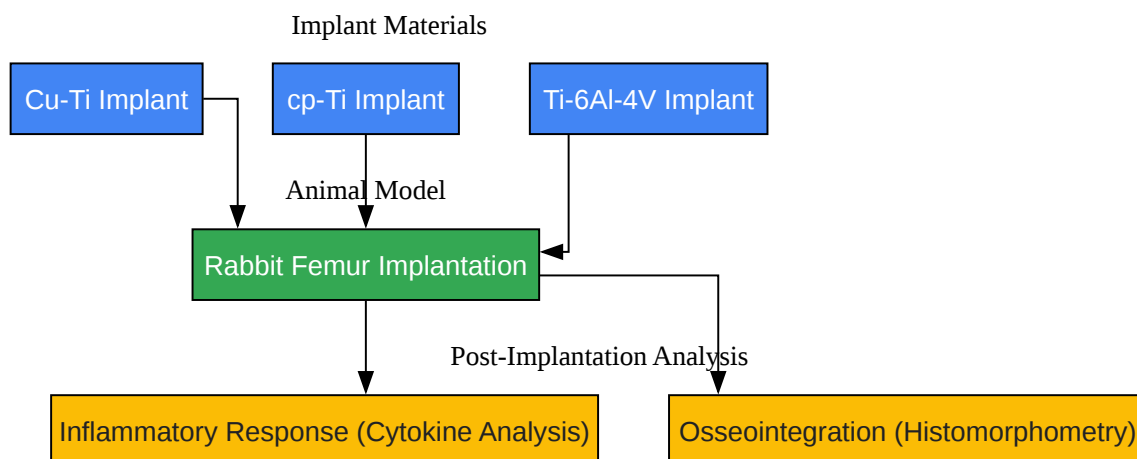 Implant Materials
Cu-Ti Implant
cp-Ti Implant
Ti-6Al-4V Implant
Animal Model
Rabbit Femur Implantation
Post-Implantation Analysis
Inflammatory Response (Cytokine Analysis)
Osseointegration (Histomorphometry)